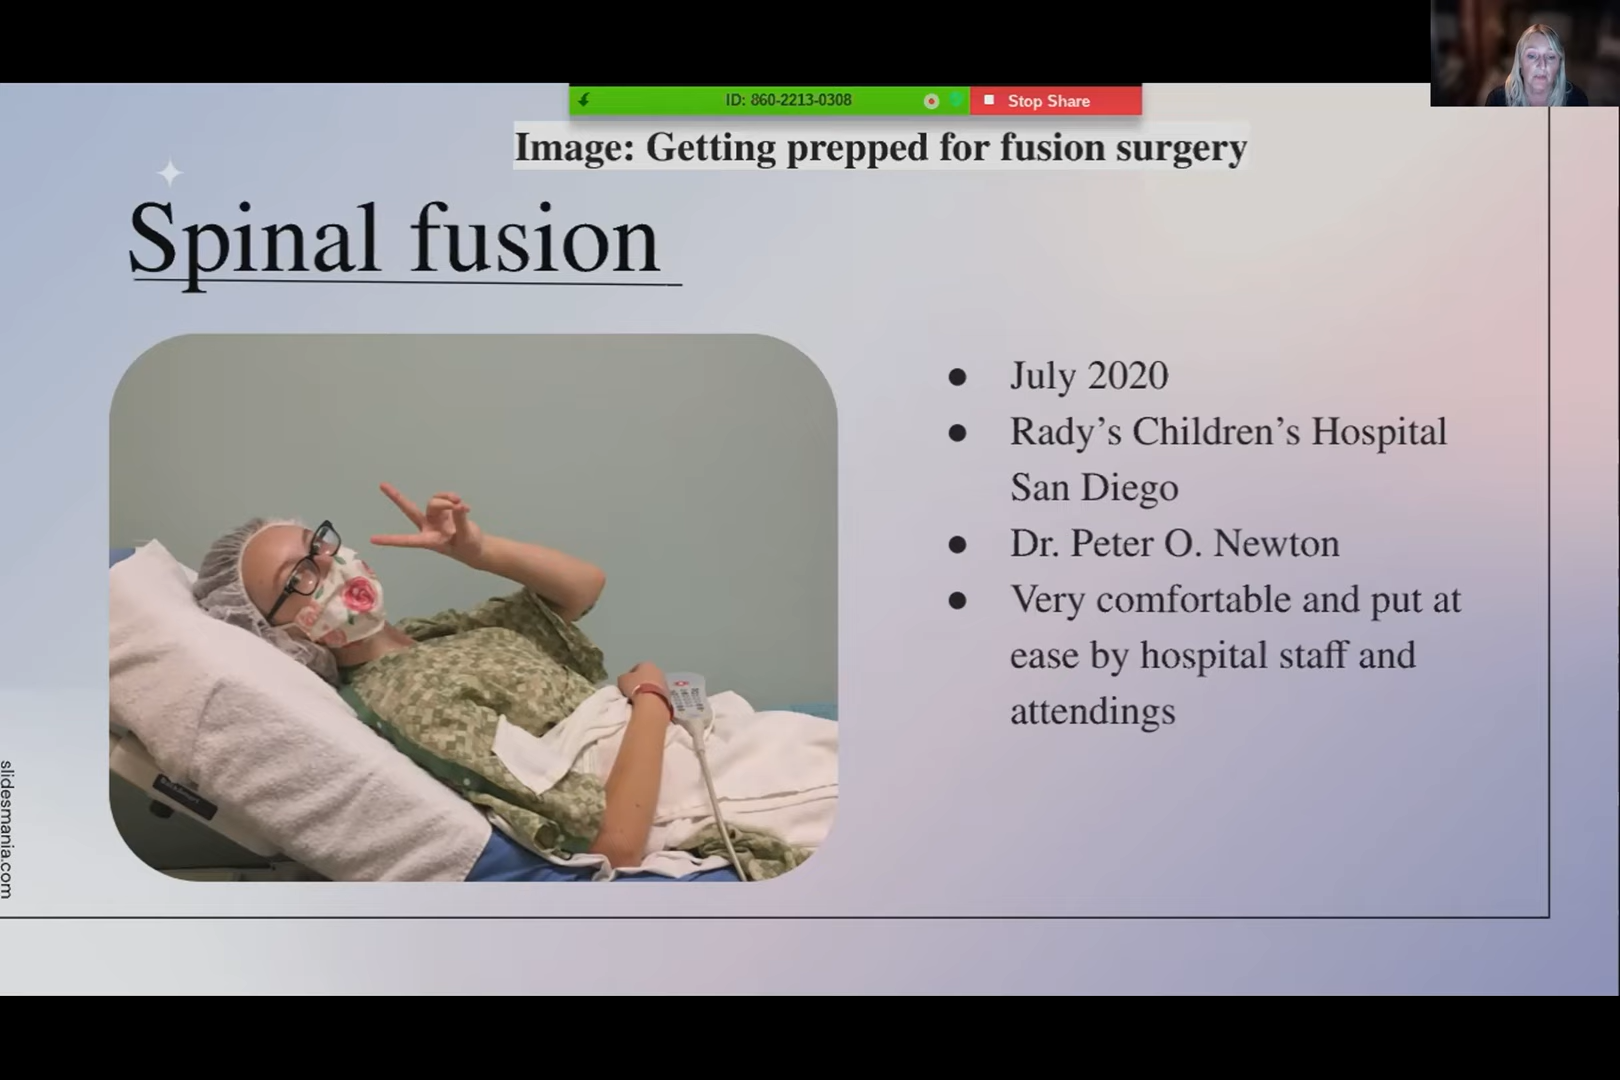 ID: 860-2213-0308
Stop Share
Image: Getting prepped for fusion surgery
Spinal fusion
July 2020
Rady’s Children’s Hospital
San Diego
Dr. Peter O. Newton
Very comfortable and put at
ease by hospital staff and
attendings
slidesmania.com